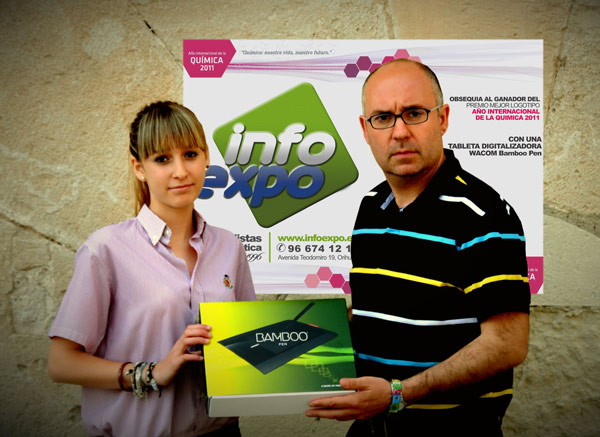 Año internacional de la
QUÍMICA
2011
"Química: nuestra vida, nuestro futuro."
OBSEQUIA AL GANADOR DEL
PREMIO MEJOR LOGOTIPO
AÑO INTERNACIONAL
DE LA QUIMICA 2011
CON UNA
TABLETA DIGITALIZADORA
WACOM Bamboo Pen
info
expo
www.infoexpo.e
96 674 12 1
Avenida Teodomiro 19, Orihu
BAMBOO
PEN